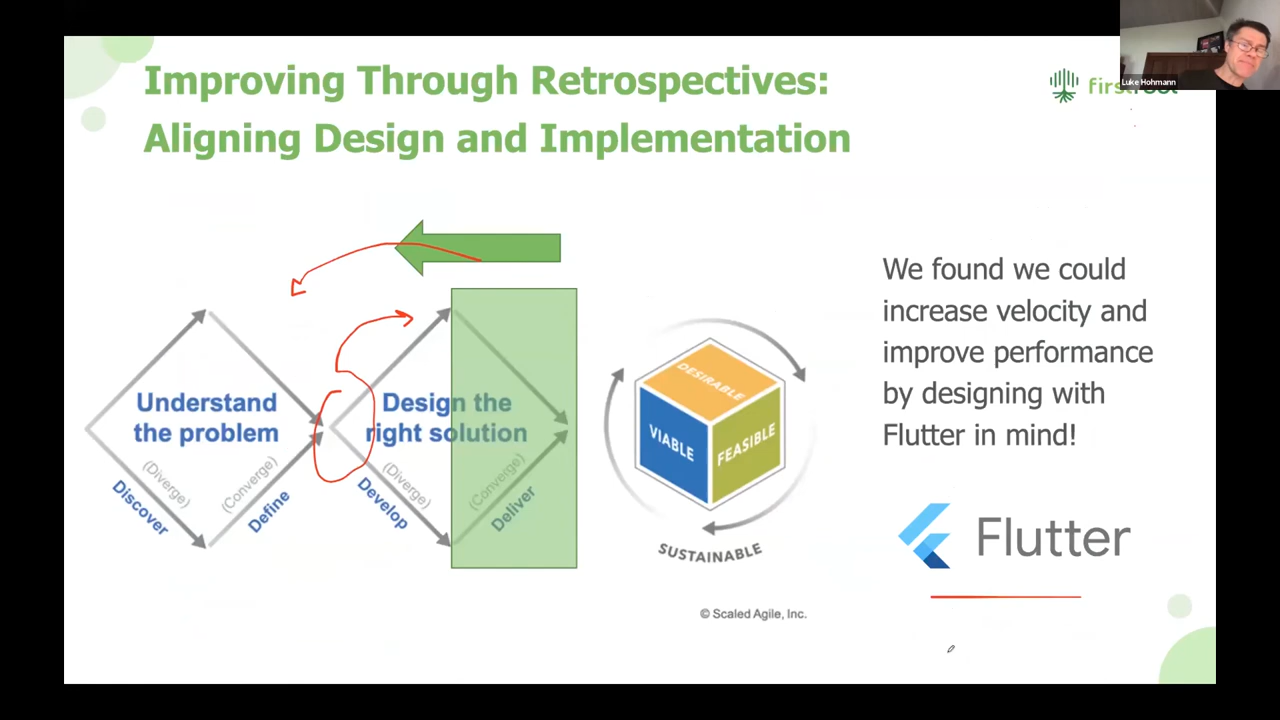 Improving Through Retrospectives:
Aligning Design and Implementation
Luke Hohmann
We found we could
increase velocity and
improve performance
by designing with
Flutter in mind!
Understand
the problem
(Diverge)
(Converge)
Discover
Define
Design the
right solution
(Diverge)
(Converge)
Develop
Deliver
DESIRABLE
VIABLE
FEASIBLE
SUSTAINABLE
© Scaled Agile, Inc.
Flutter